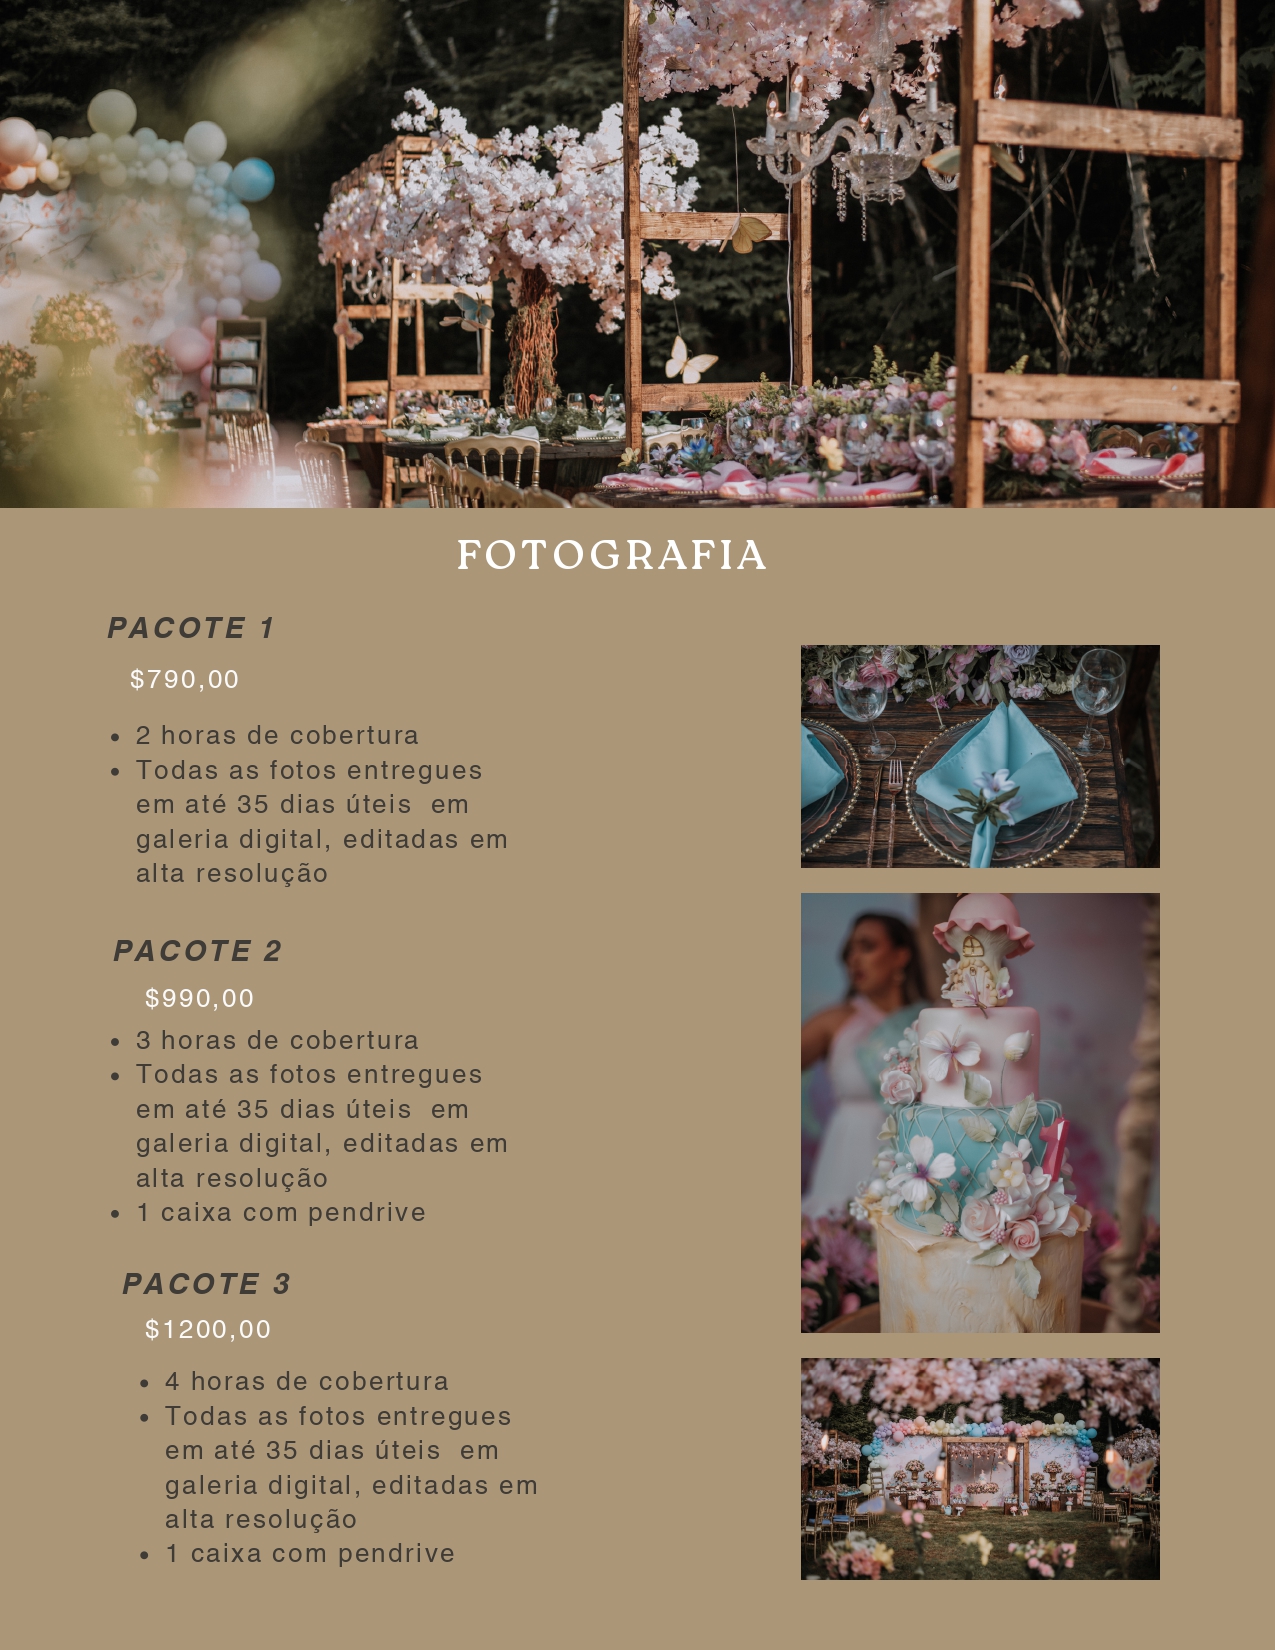 FOTOGRAFIA
PACOTE 1
$790,00
• 2 horas de cobertura
• Todas as fotos entregues
em até 35 dias úteis  em
galeria digital, editadas em
alta resolução
PACOTE 2
$990,00
• 3 horas de cobertura
• Todas as fotos entregues
em até 35 dias úteis  em
galeria digital, editadas em
alta resolução
• 1 caixa com pendrive
PACOTE 3
$1200,00
• 4 horas de cobertura
• Todas as fotos entregues
em até 35 dias úteis  em
galeria digital, editadas em
alta resolução
• 1 caixa com pendrive
1